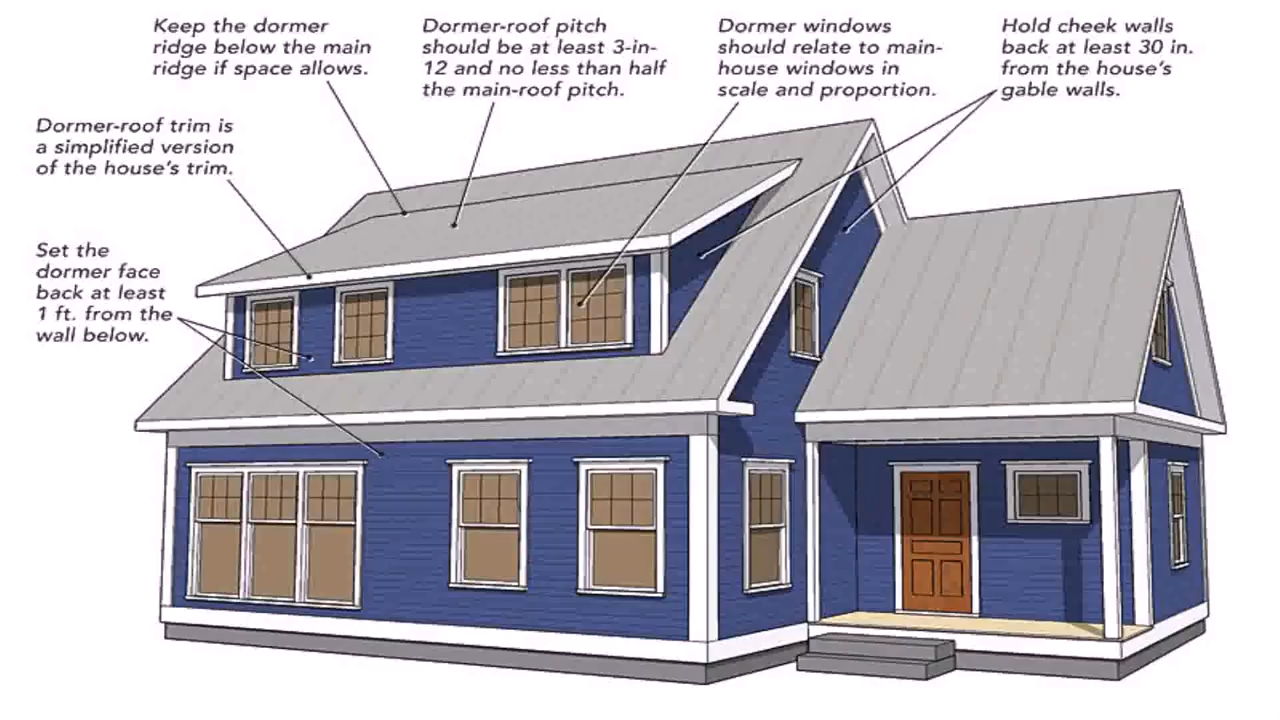 Keep the dormer
ridge below the main
ridge if space allows.
Dormer-roof pitch
should be at least 3-in-
12 and no less than half
the main-roof pitch.
Dormer windows
should relate to main-
house windows in
scale and proportion.
Hold cheek walls
back at least 30 in.
from the house's
gable walls.
Dormer-roof trim is
a simplified version
of the house's trim.
Set the
dormer face
back at least
1 ft. from the
wall below.